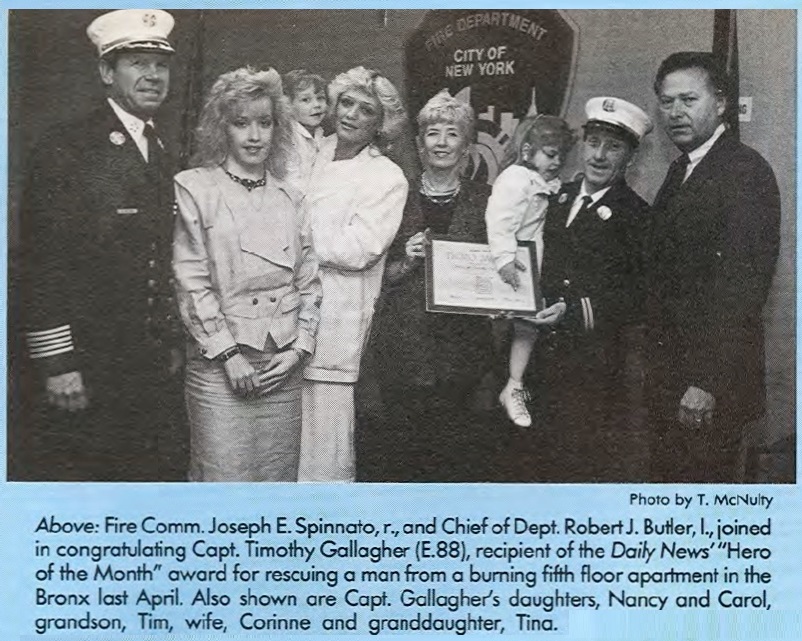 FIRE DEPARTMENT
CITY OF
NEW YORK
Photo by T. McNulty
Above: Fire Comm. Joseph E. Spinnato, r., and Chief of Dept. Robert J. Butler, l., joined
in congratulating Capt. Timothy Gallagher (E.88), recipient of the Daily News' "Hero
of the Month" award for rescuing a man from a burning fifth floor apartment in the
Bronx last April. Also shown are Capt. Gallagher's daughters, Nancy and Carol,
grandson, Tim, wife, Corinne and granddaughter, Tina.